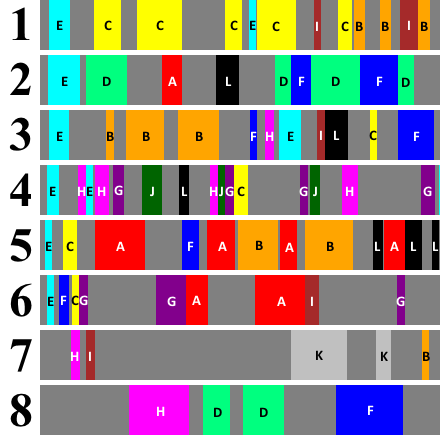 1 E C C C E C I C B B I B
2 E D A L D F D F D
3 E B B B F H E I L C F
4 E H E H G J L H J G C G J H G
5 E C A F A B A B L A L L
6 E F C G G A A I G
7 H I K K B
8 H D D F